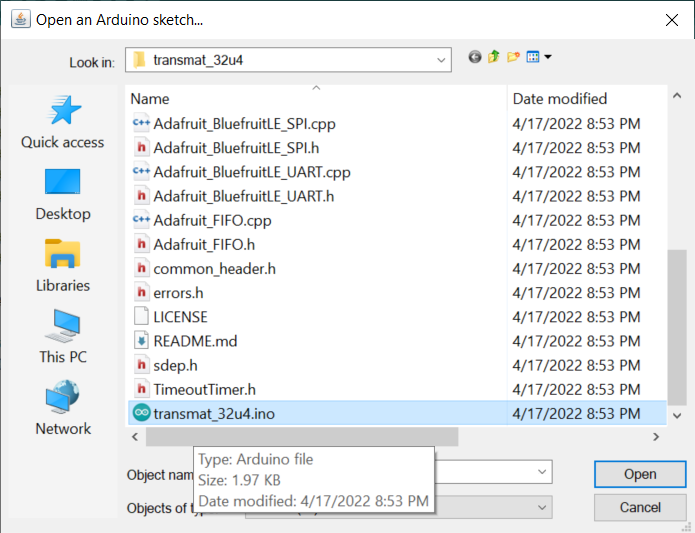 Open an Arduino sketch...
Look in: transmat_32u4
Name Date modified
Adafruit_BluefruitLE_SPI.cpp 4/17/2022 8:53 PM
Adafruit_BluefruitLE_SPI.h 4/17/2022 8:53 PM
Adafruit_BluefruitLE_UART.cpp 4/17/2022 8:53 PM
Adafruit_BluefruitLE_UART.h 4/17/2022 8:53 PM
Adafruit_FIFO.cpp 4/17/2022 8:53 PM
Adafruit_FIFO.h 4/17/2022 8:53 PM
common_header.h 4/17/2022 8:53 PM
errors.h 4/17/2022 8:53 PM
LICENSE 4/17/2022 8:53 PM
README.md 4/17/2022 8:53 PM
sdep.h 4/17/2022 8:53 PM
TimeoutTimer.h 4/17/2022 8:53 PM
transmat_32u4.ino 4/17/2022 8:53 PM
Quick access
Desktop
Libraries
This PC
Network
Type: Arduino file
Size: 1.97 KB
Date modified: 4/17/2022 8:53 PM
Object nam
Objects of ty
Open
Cancel